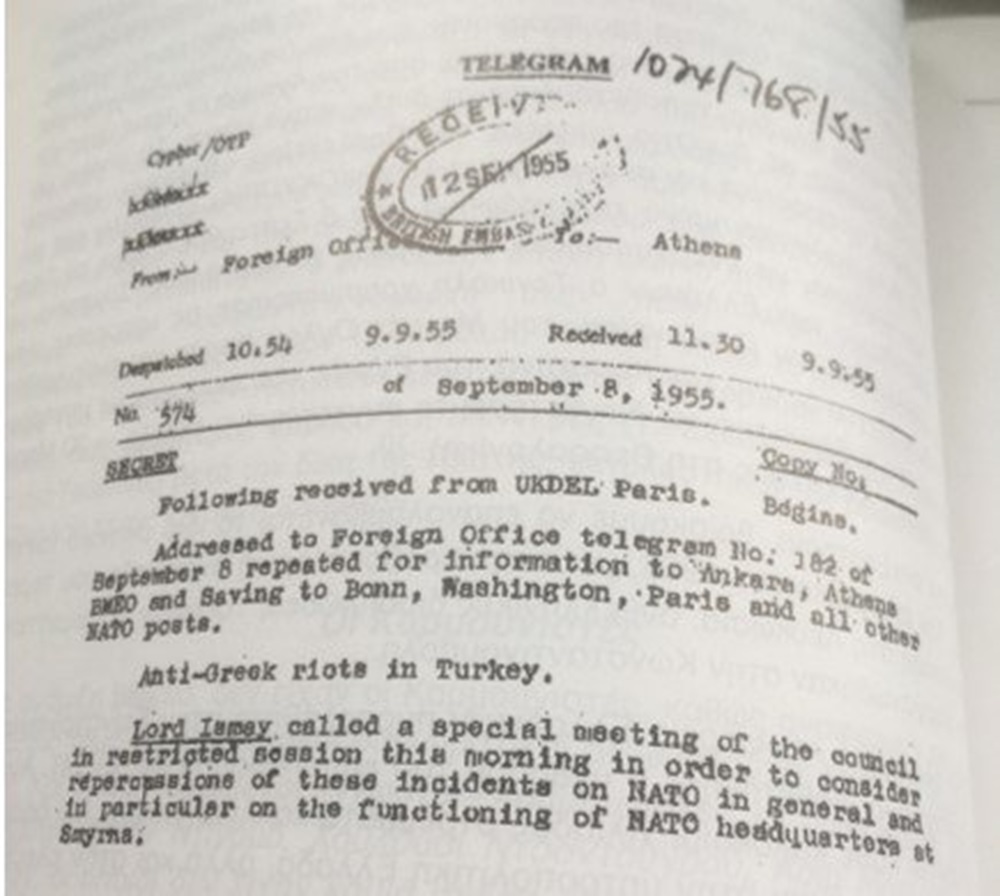 TELEGRAM 1074/768/55
Cypher/OTP
RECEIV
12 SEP 1955
BRITISH EMBAS
From:— Foreign Office To:— Athens
Despatched 10.54 9.9.55 Received 11.30 9.9.55
No. 574 of September 8, 1955.
SECRET Copy No:
Following received from UKDEL Paris. Begins.
Addressed to Foreign Office telegram No: 182 of
September 8 repeated for information to Ankara, Athens
BMEO and Saving to Bonn, Washington, Paris and all other
NATO posts.
Anti-Greek riots in Turkey.
Lord Ismay called a special meeting of the council
in restricted session this morning in order to consider
repercussions of these incidents on NATO in general and
in particular on the functioning of NATO headquarters at
Smyrna.